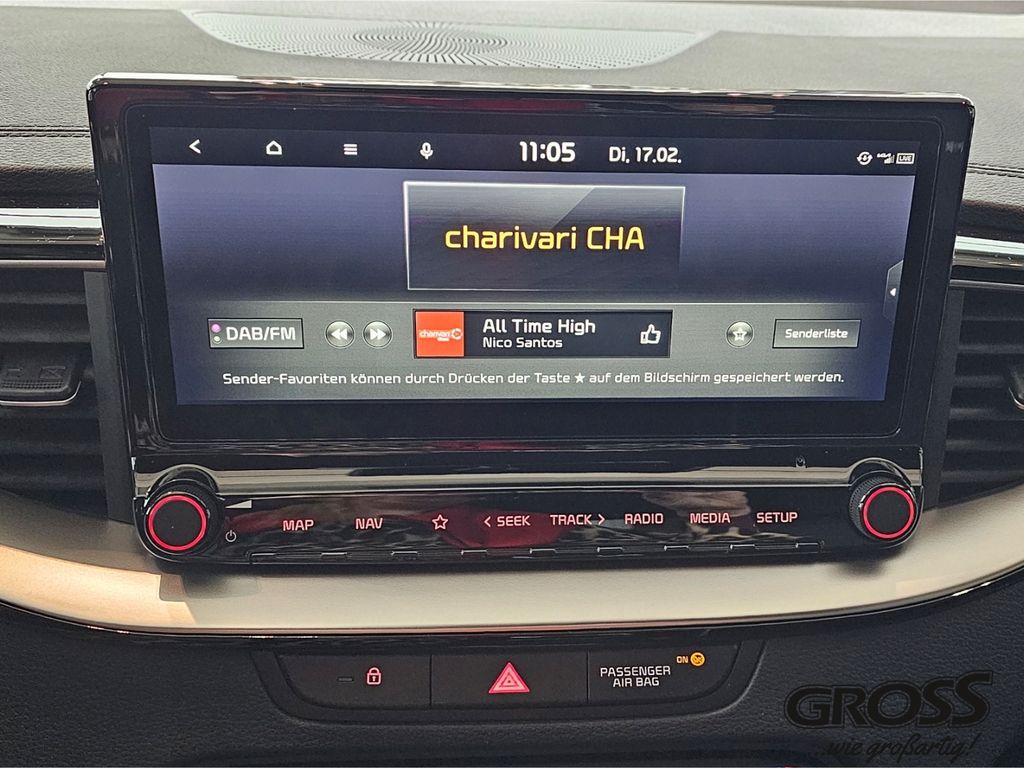 11:05 Di, 17.02.
LIVE
charivari CHA
DAB/FM
charivari
All Time High
Nico Santos
Senderliste
Sender-Favoriten können durch Drücken der Taste ★ auf dem Bildschirm gespeichert werden.
MAP NAV ☆ < SEEK TRACK > RADIO MEDIA SETUP
PASSENGER
AIR BAG
ON
GROSS
...wie großartig!